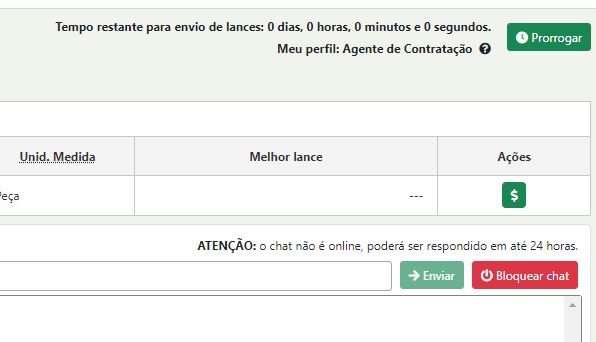 Tempo restante para envio de lances: 0 dias, 0 horas, 0 minutos e 0 segundos.
Meu perfil: Agente de Contratação
Prorrogar
Unid. Medida Melhor lance Ações
Peça --- $
ATENÇÃO: o chat não é online, poderá ser respondido em até 24 horas.
Enviar Bloquear chat